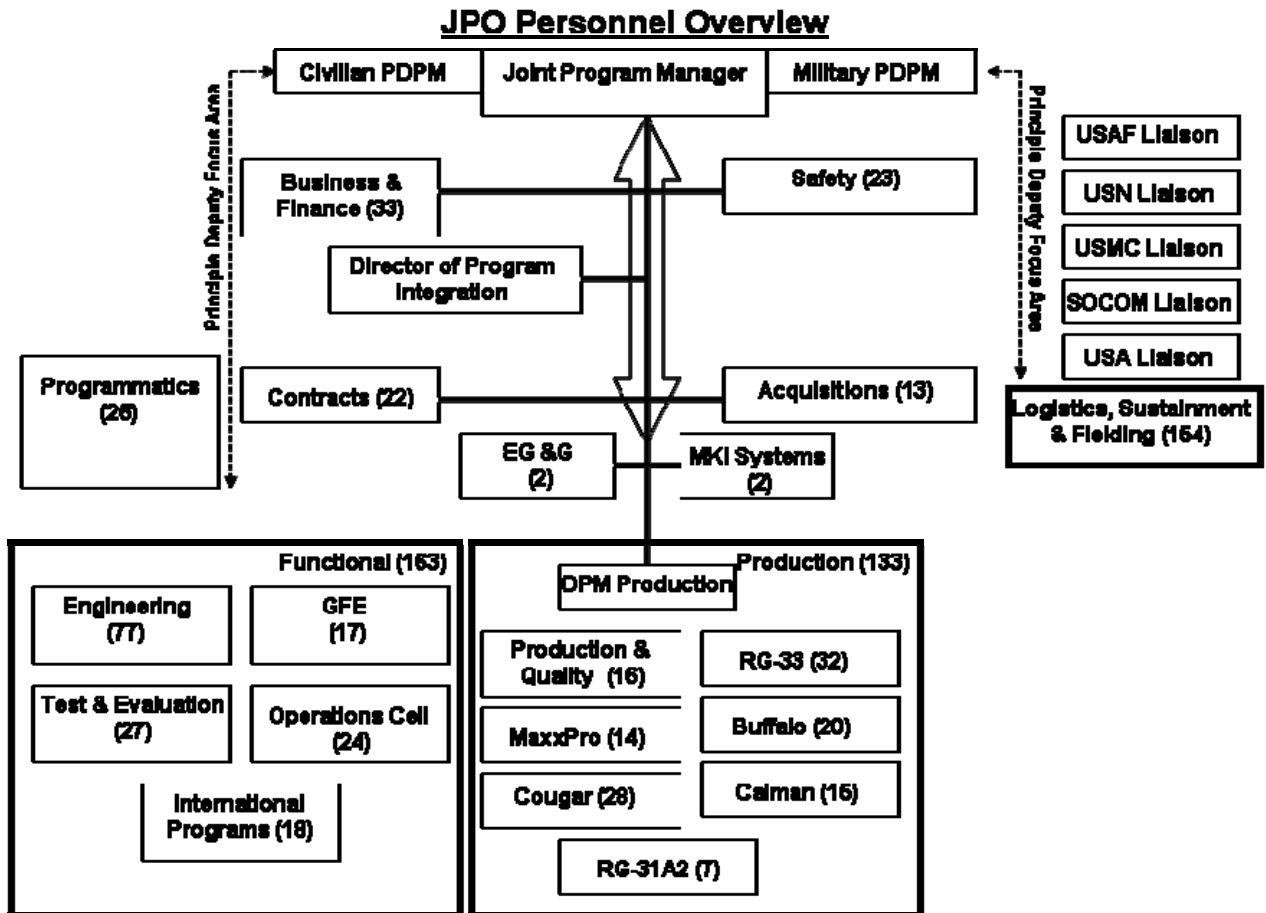 JPO Personnel Overview
Civilian PDPM
Joint Program Manager
Military PDPM
Principle Deputy Focus Area
Principle Deputy Focus Area
USAF Liaison
USN Liaison
USMC Liaison
SOCOM Liaison
USA Liaison
Business &
Finance (33)
Safety (23)
Director of Program
Integration
Programmatics
(26)
Contracts (22)
Acquisitions (13)
Logistics, Sustainment
& Fielding (154)
EG &G
(2)
MKI Systems
(2)
Functional (163)
Engineering
(77)
GFE
(17)
Test & Evaluation
(27)
Operations Cell
(24)
International
Programs (18)
Production (133)
DPM Production
Production &
Quality (16)
RG-33 (32)
MaxxPro (14)
Buffalo (20)
Cougar (28)
Caiman (15)
RG-31A2 (7)